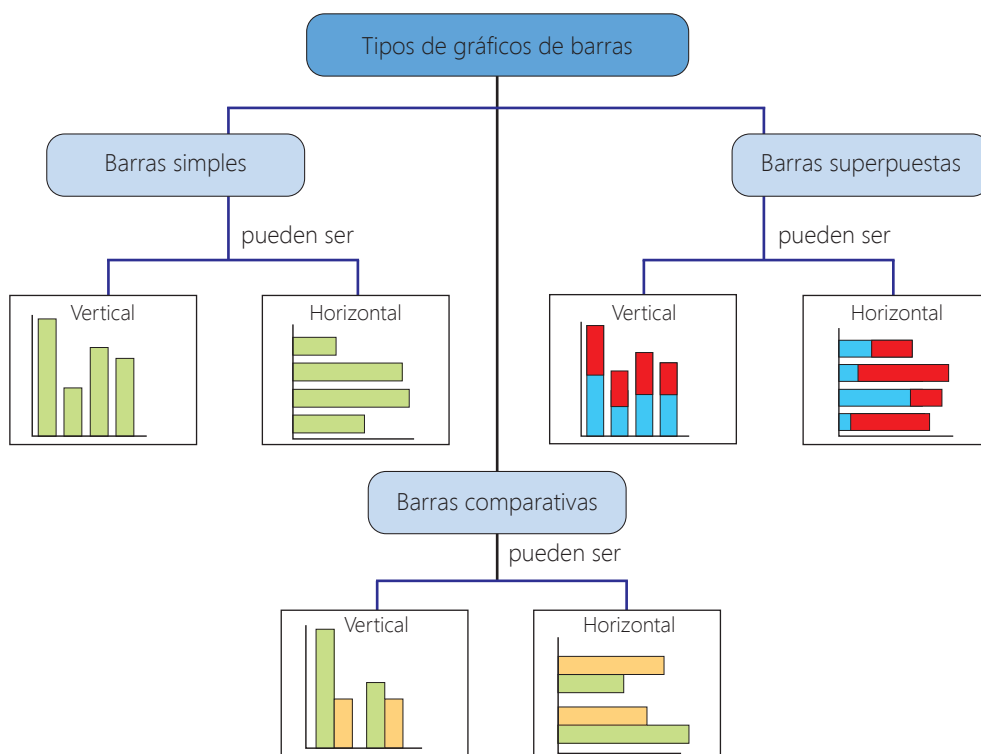 Tipos de gráficos de barras
Barras simples
Barras superpuestas
pueden ser
pueden ser
Vertical
Horizontal
Vertical
Horizontal
Barras comparativas
pueden ser
Vertical
Horizontal